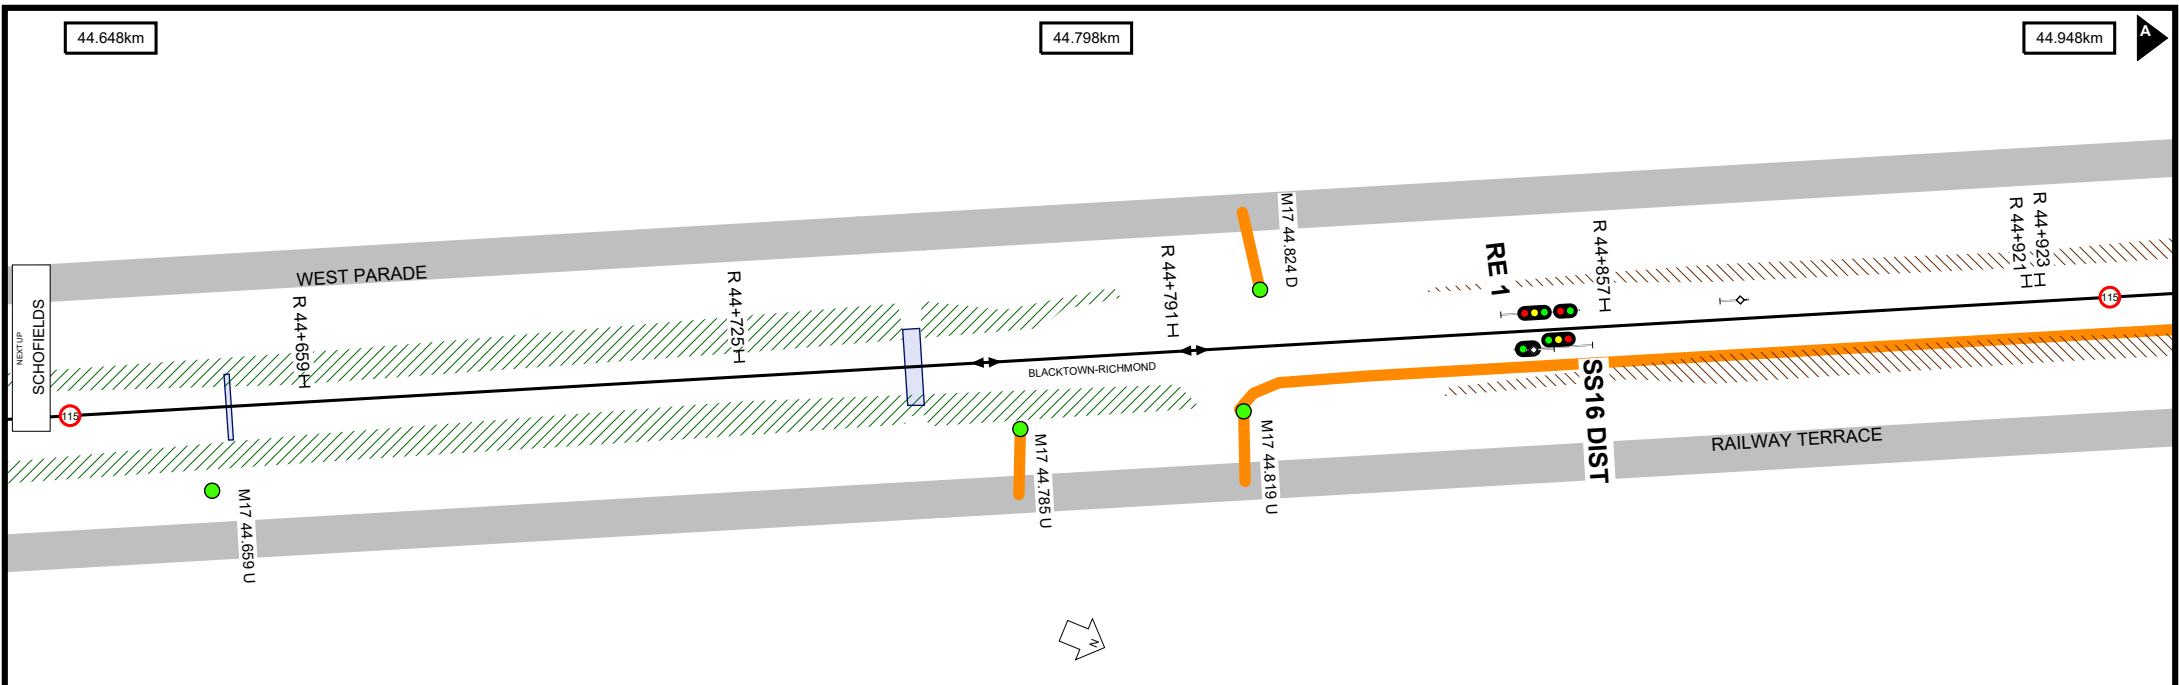 44.648km
44.798km
44.948km
A
WEST PARADE
NEXT UP
SCHOFIELDS
115
R 44+659 H
R 44+725 H
R 44+791 H
M17 44.824 D
RE 1
R 44+857 H
R 44+921 H
R 44+923 H
115
BLACKTOWN-RICHMOND
SS16 DIST
RAILWAY TERRACE
M17 44.659 U
M17 44.785 U
M17 44.819 U
N